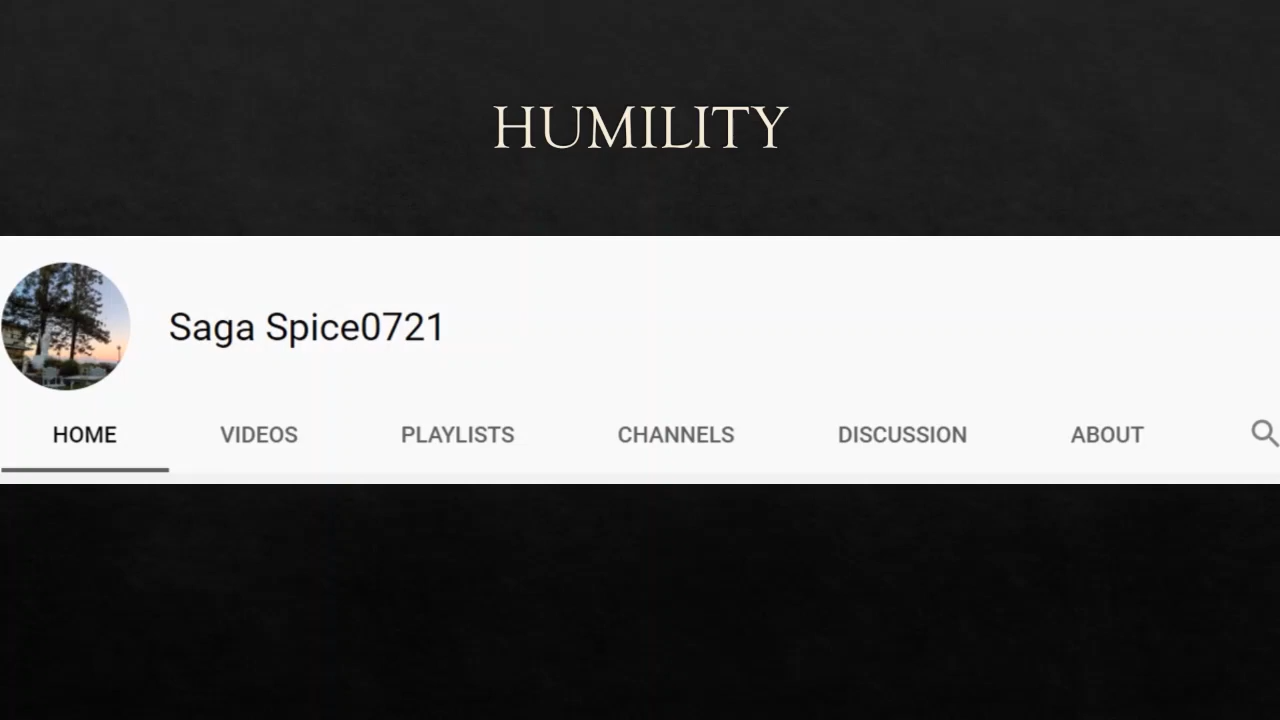 HUMILITY
Saga Spice0721
HOME VIDEOS PLAYLISTS CHANNELS DISCUSSION ABOUT